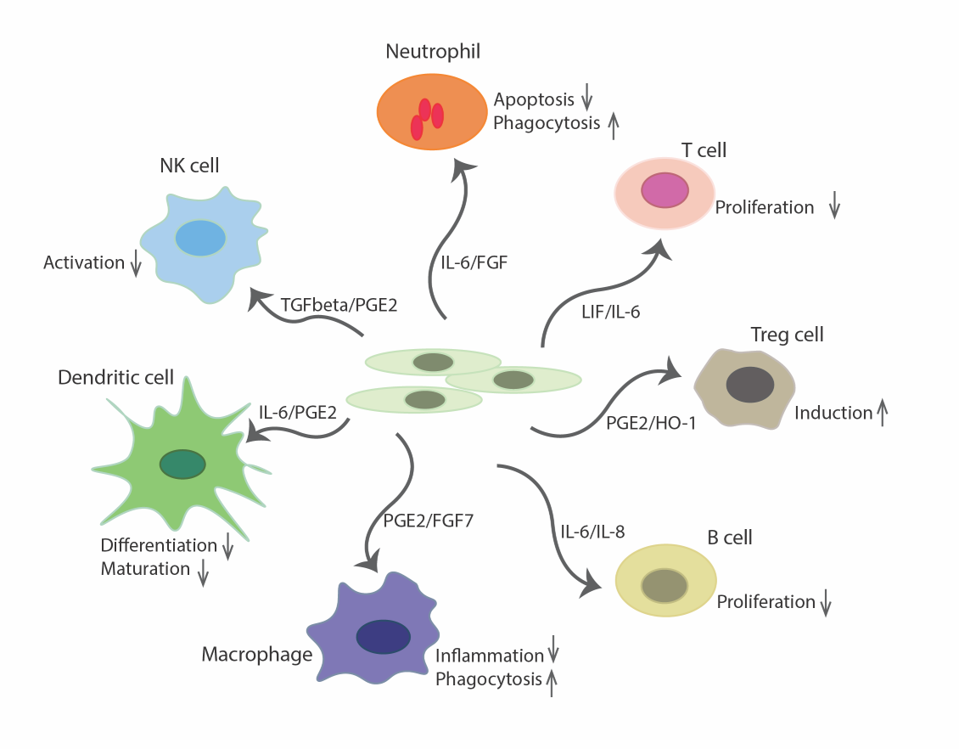 Neutrophil
Apoptosis ↓
Phagocytosis ↑
T cell
Proliferation ↓
NK cell
Activation ↓
IL-6/FGF
TGFbeta/PGE2
LIF/IL-6
Treg cell
Induction ↑
Dendritic cell
IL-6/PGE2
PGE2/HO-1
PGE2/FGF7
IL-6/IL-8
B cell
Proliferation ↓
Differentiation ↓
Maturation ↓
Macrophage
Inflammation ↓
Phagocytosis ↑